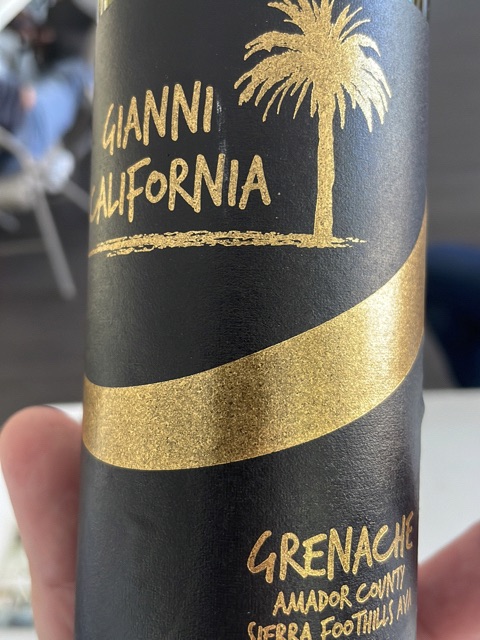 GIANNI
CALIFORNIA
GRENACHE
AMADOR COUNTY
SIERRA FOOTHILLS AVA